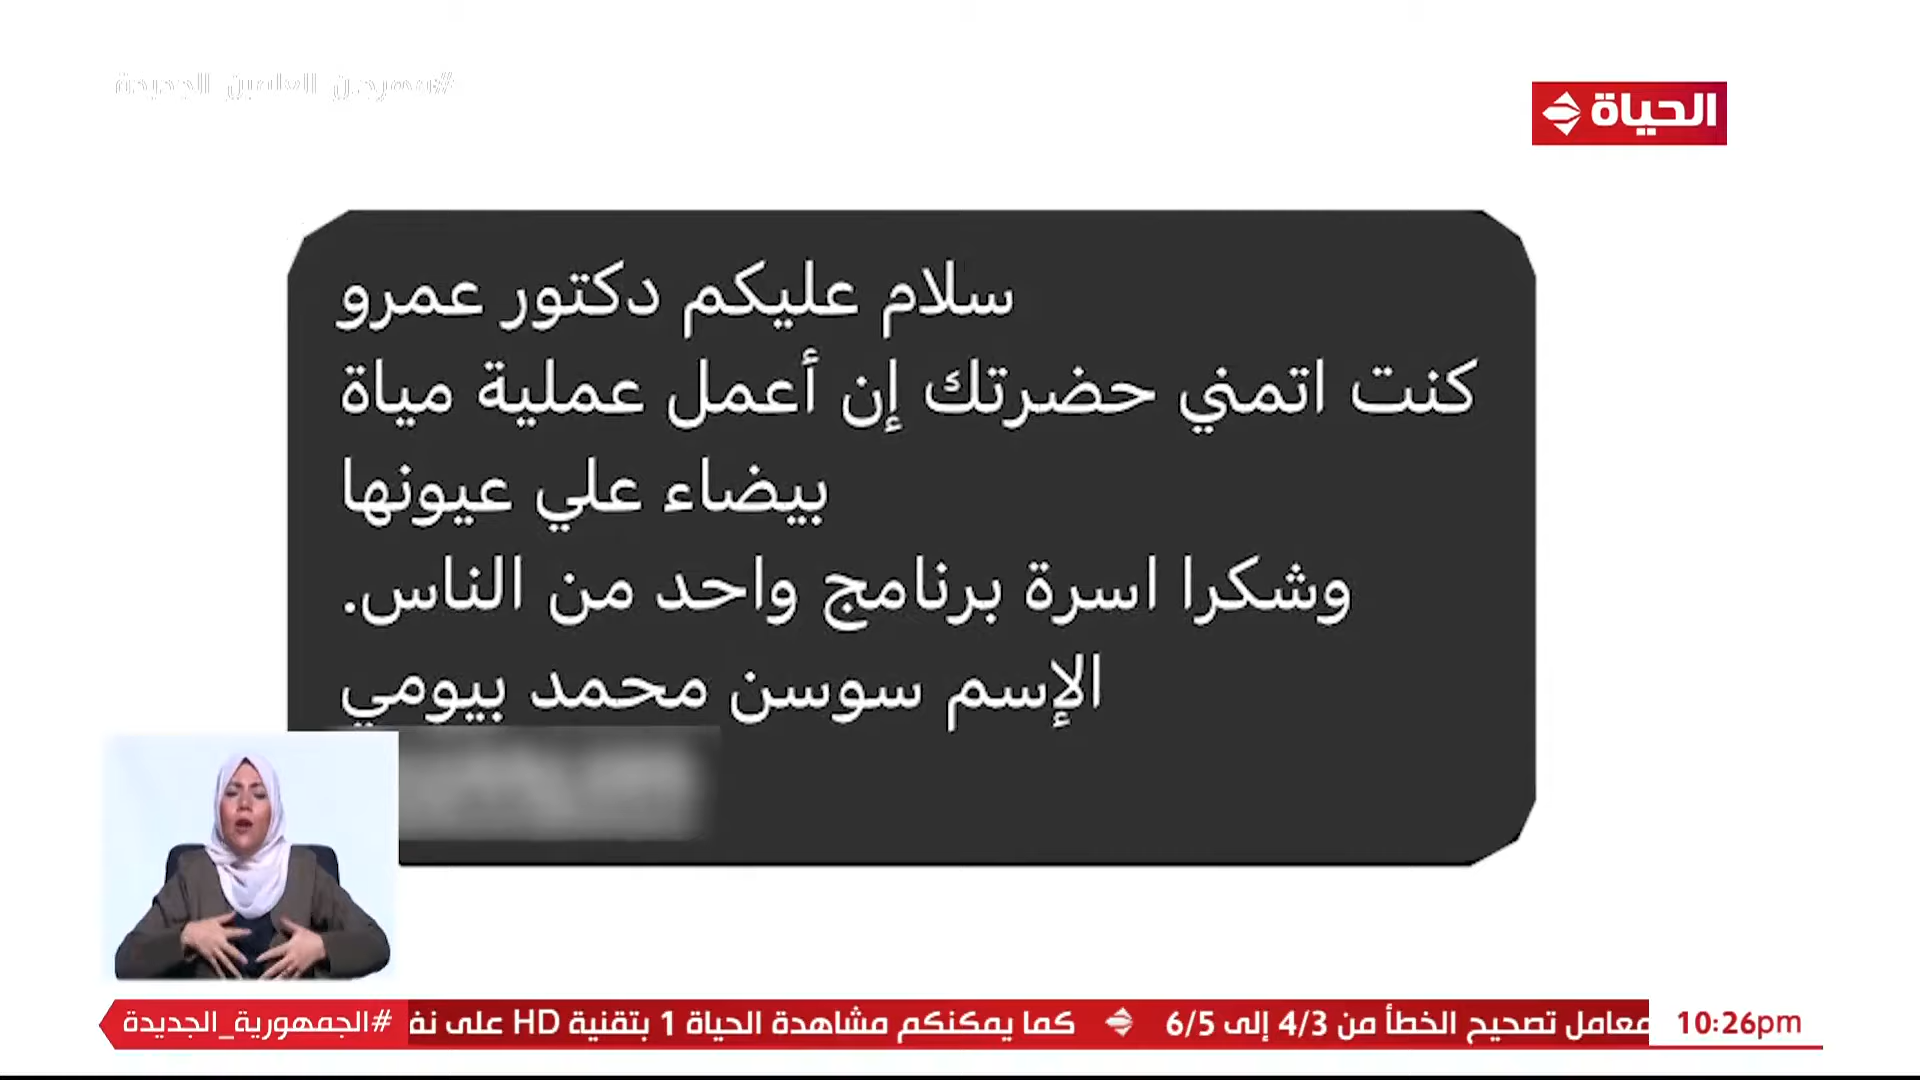 #مهرجان_العلمين_الجديدة
الحياة
سلام عليكم دكتور عمرو
كنت اتمني حضرتك إن أعمل عملية مياة
بيضاء علي عيونها
وشكرا اسرة برنامج واحد من الناس.
الإسم سوسن محمد بيومي
معامل تصحيح الخطأ من 4/3 إلى 6/5 كما يمكنكم مشاهدة الحياة 1 بتقنية HD على نف
#الجمهورية_الجديدة
10:26pm